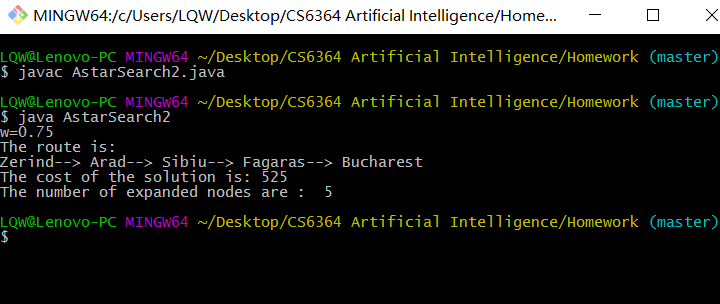 MINGW64:/c/Users/LQW/Desktop/CS6364 Artificial Intelligence/Home...
LQW@Lenovo-PC MINGW64 ~/Desktop/CS6364 Artificial Intelligence/Homework (master)
$ javac AstarSearch2.java
LQW@Lenovo-PC MINGW64 ~/Desktop/CS6364 Artificial Intelligence/Homework (master)
$ java AstarSearch2
w=0.75
The route is:
Zerind--> Arad--> Sibiu--> Fagaras--> Bucharest
The cost of the solution is: 525
The number of expanded nodes are :  5
LQW@Lenovo-PC MINGW64 ~/Desktop/CS6364 Artificial Intelligence/Homework (master)
$